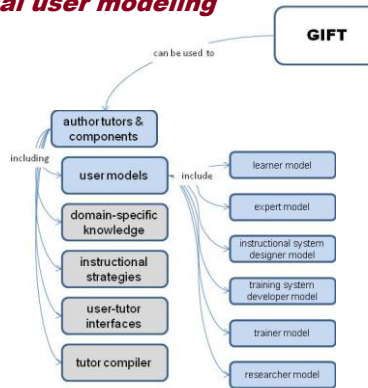 al user modeling
GIFT
can be used to
author tutors &
components
including
user models
include
domain-specific
knowledge
instructional
strategies
user-tutor
interfaces
tutor compiler
learner model
expert model
instructional system
designer model
training system
developer model
trainer model
researcher model